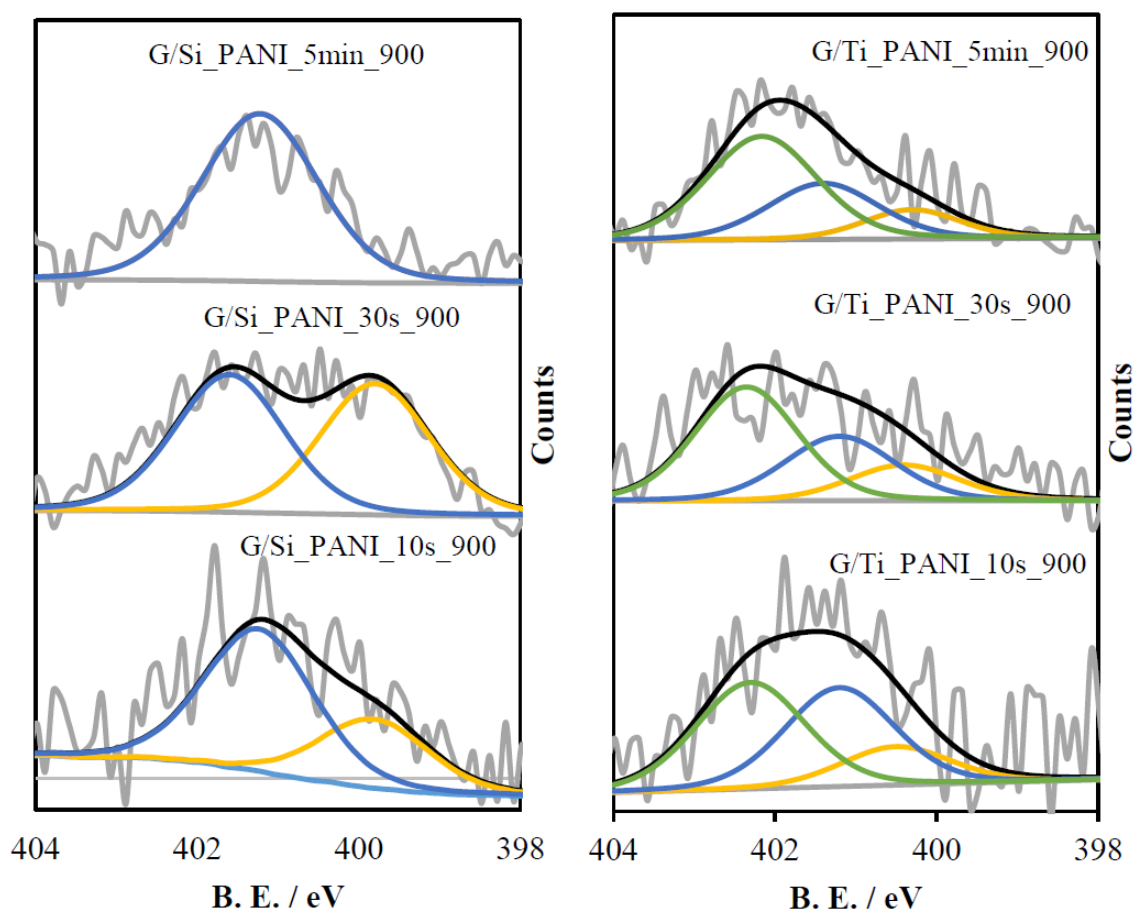 G/Si_PANI_5min_900
G/Si_PANI_30s_900
G/Si_PANI_10s_900
404 402 400 398
B. E. / eV
Counts
G/Ti_PANI_5min_900
G/Ti_PANI_30s_900
G/Ti_PANI_10s_900
404 402 400 398
B. E. / eV
Counts